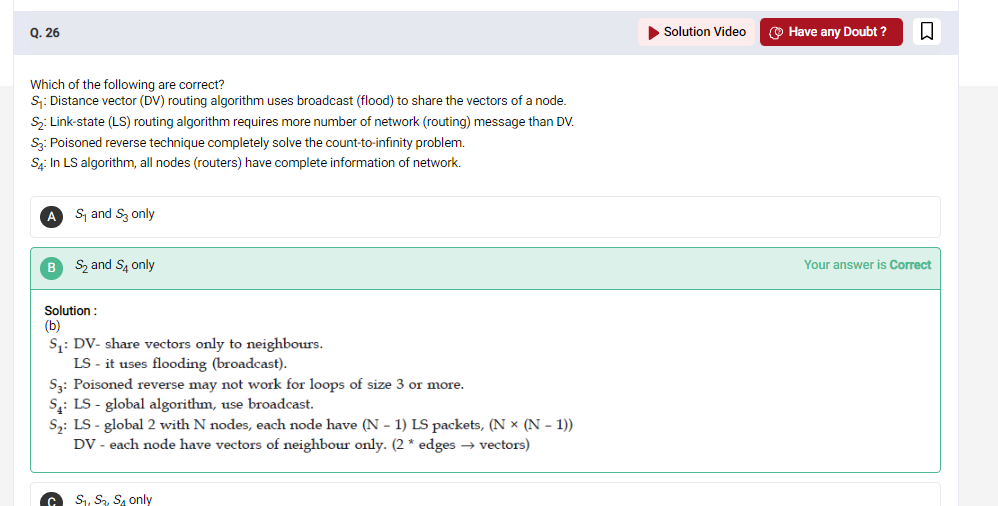 Q. 26
Solution Video
Have any Doubt ?
Which of the following are correct?
S₁: Distance vector (DV) routing algorithm uses broadcast (flood) to share the vectors of a node.
S₂: Link-state (LS) routing algorithm requires more number of network (routing) message than DV.
S₃: Poisoned reverse technique completely solve the count-to-infinity problem.
S₄: In LS algorithm, all nodes (routers) have complete information of network.
A
S₁ and S₃ only
B
S₂ and S₄ only
Your answer is Correct
Solution :
(b)
S₁: DV- share vectors only to neighbours.
LS - it uses flooding (broadcast).
S₃: Poisoned reverse may not work for loops of size 3 or more.
S₄: LS - global algorithm, use broadcast.
S₂: LS - global 2 with N nodes, each node have (N – 1) LS packets, (N × (N – 1))
DV - each node have vectors of neighbour only. (2 * edges → vectors)
C
S₁, S₃, S₄ only